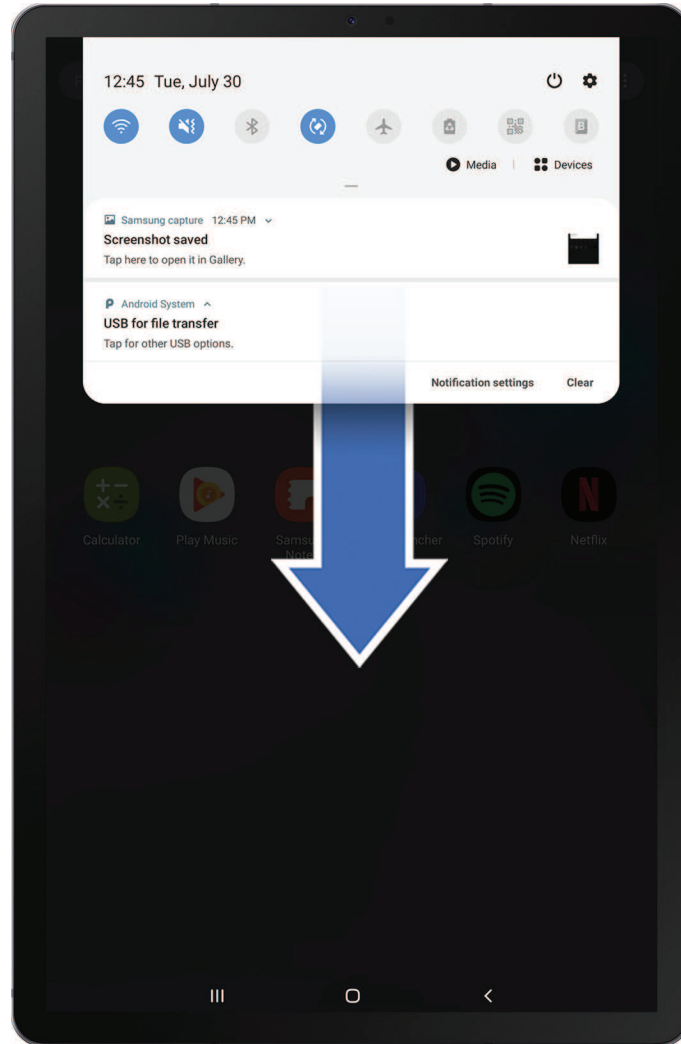 12:45 Tue, July 30
Media | Devices
Samsung capture 12:45 PM
Screenshot saved
Tap here to open it in Gallery.
Android System
USB for file transfer
Tap for other USB options.
Notification settings Clear
Calculator Play Music Spotify Netflix